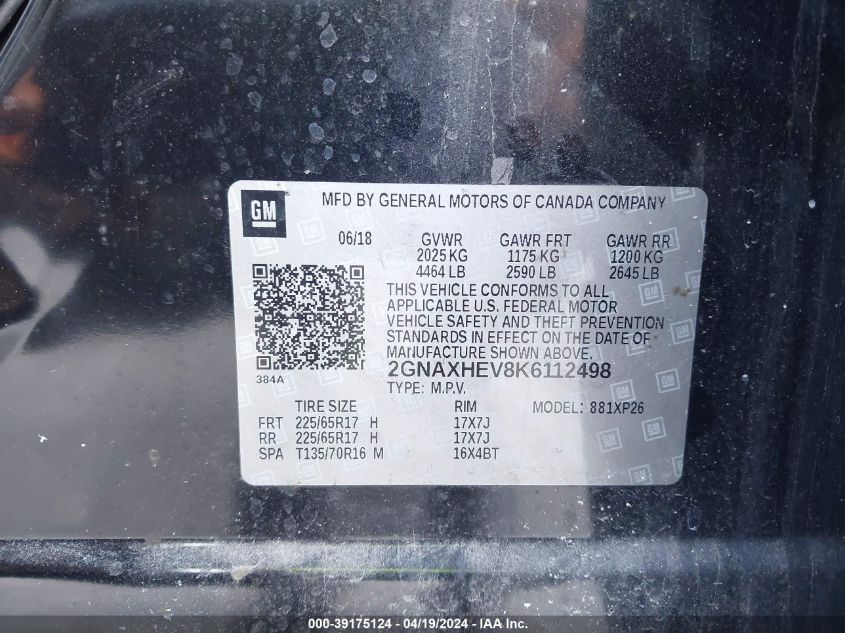 GM
MFD BY GENERAL MOTORS OF CANADA COMPANY
06/18 GVWR GAWR FRT GAWR RR
2025 KG 1175 KG 1200 KG
4464 LB 2590 LB 2645 LB
THIS VEHICLE CONFORMS TO ALL
APPLICABLE U.S. FEDERAL MOTOR
VEHICLE SAFETY AND THEFT PREVENTION
STANDARDS IN EFFECT ON THE DATE OF
MANUFACTURE SHOWN ABOVE.
384A
2GNAXHEV8K6112498
TYPE: M.P.V.
TIRE SIZE RIM MODEL: 881XP26
FRT 225/65R17 H 17X7J
RR 225/65R17 H 17X7J
SPA T135/70R16 M 16X4BT
000-39175124 - 04/19/2024 - IAAI.COM